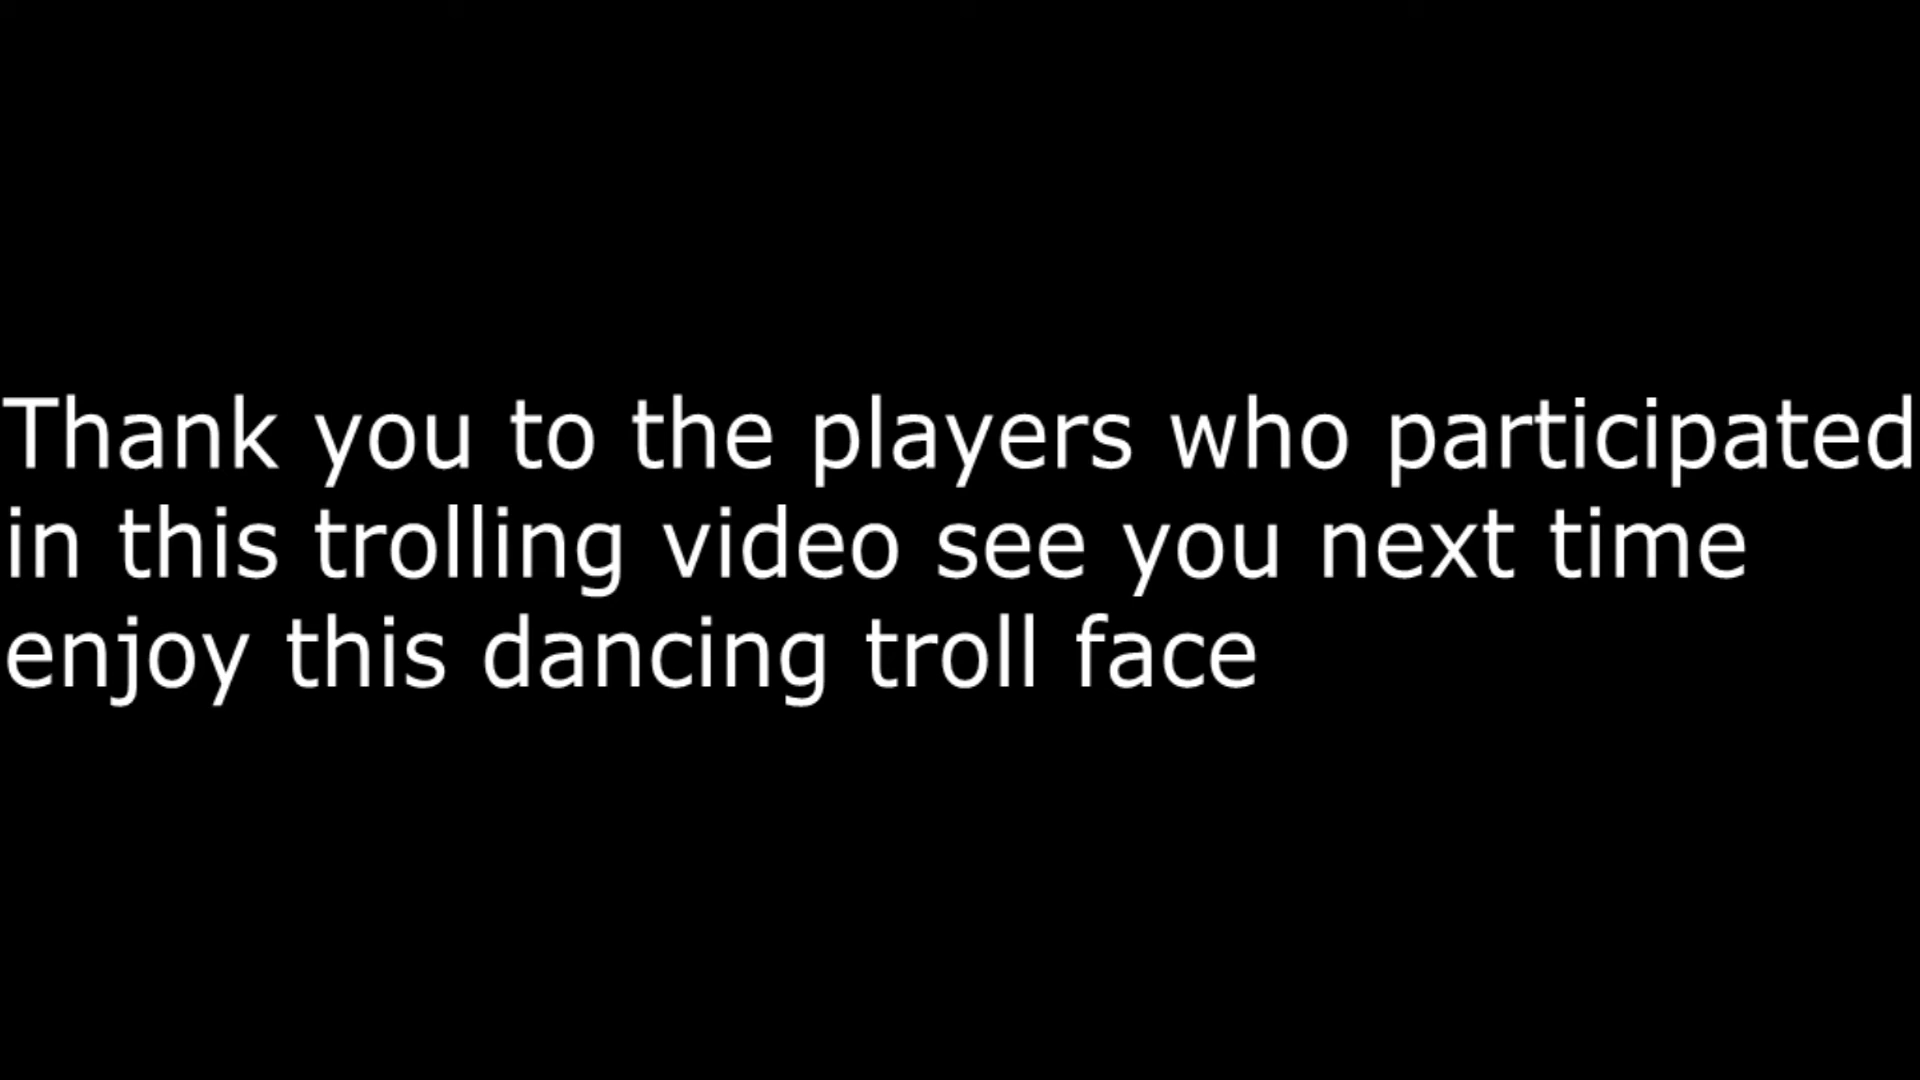 Thank you to the players who participated
in this trolling video see you next time
enjoy this dancing troll face